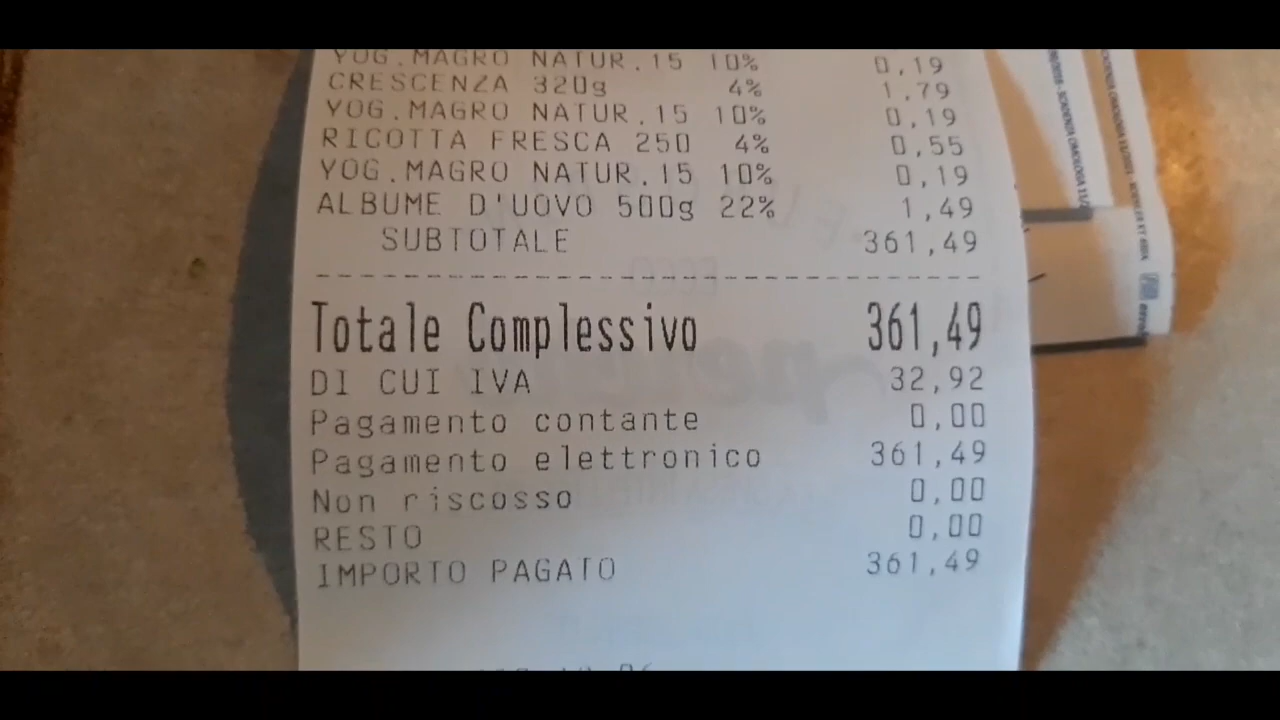 YOG.MAGRO NATUR.15 10% 0,19
CRESCENZA 320g 4% 1,79
YOG.MAGRO NATUR.15 10% 0,19
RICOTTA FRESCA 250 4% 0,55
YOG.MAGRO NATUR.15 10% 0,19
ALBUME D'UOVO 500g 22% 1,49
SUBTOTALE 361,49
Totale Complessivo 361,49
DI CUI IVA 32,92
Pagamento contante 0,00
Pagamento elettronico 361,49
Non riscosso 0,00
RESTO 0,00
IMPORTO PAGATO 361,49